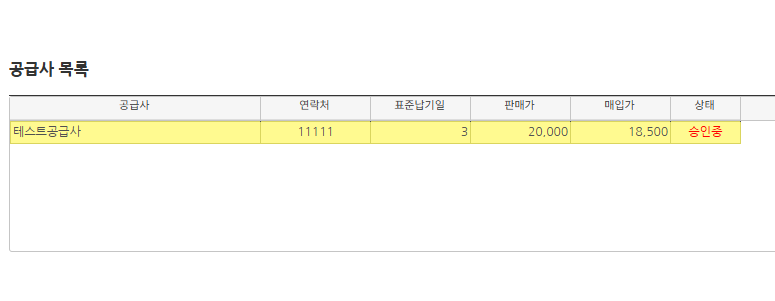 공급사 목록
공급사 연락처 표준납기일 판매가 매입가 상태
테스트공급사 11111 3 20,000 18,500 승인중